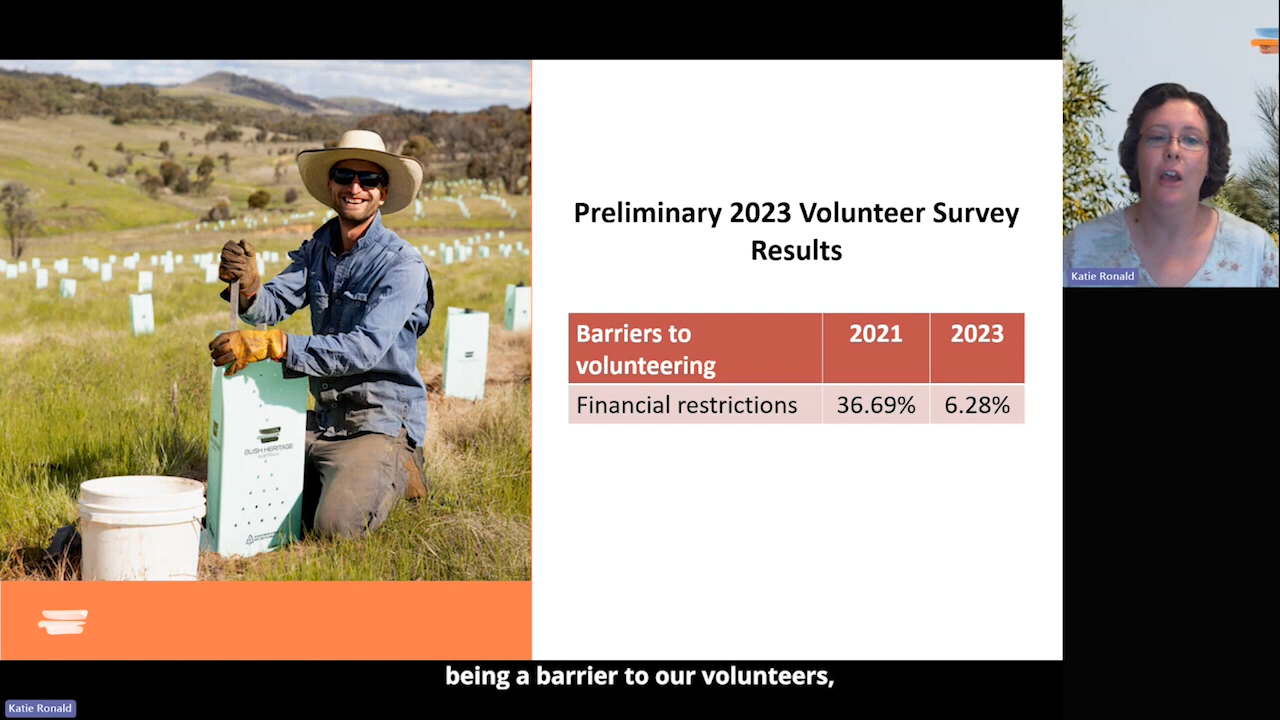 Preliminary 2023 Volunteer Survey
Results
Barriers to
volunteering
2021
2023
Financial restrictions
36.69%
6.28%
BUSH HERITAGE
AUSTRALIA
Katie Ronald
being a barrier to our volunteers,
Katie Ronald